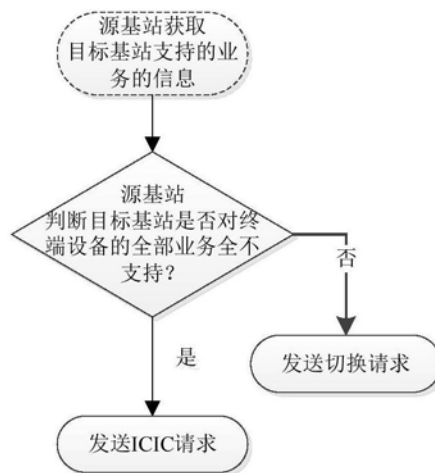 源基站获取
目标基站支持的业
务的信息
源基站
判断目标基站是否对终
端设备的全部业务全不
支持？
否
是
发送切换请求
发送ICIC请求